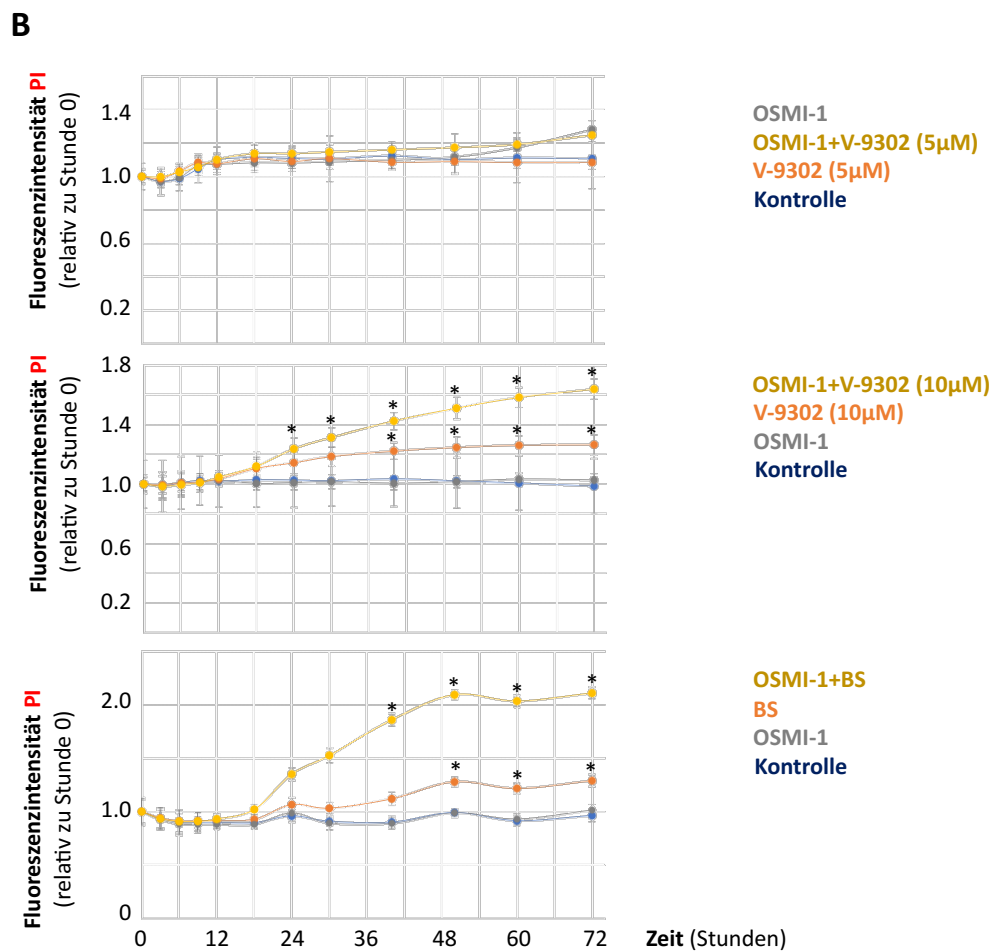 B
Fluoreszenzintensität PI
(relativ zu Stunde 0)
1.4
1.0
0.6
0.2
OSMI-1
OSMI-1+V-9302 (5µM)
V-9302 (5µM)
Kontrolle
Fluoreszenzintensität PI
(relativ zu Stunde 0)
1.8
1.4
1.0
0.6
0.2
* * * * * *
* * * *
OSMI-1+V-9302 (10µM)
V-9302 (10µM)
OSMI-1
Kontrolle
Fluoreszenzintensität PI
(relativ zu Stunde 0)
2.0
1.0
0
* * * *
* * *
OSMI-1+BS
BS
OSMI-1
Kontrolle
0 12 24 36 48 60 72 Zeit (Stunden)